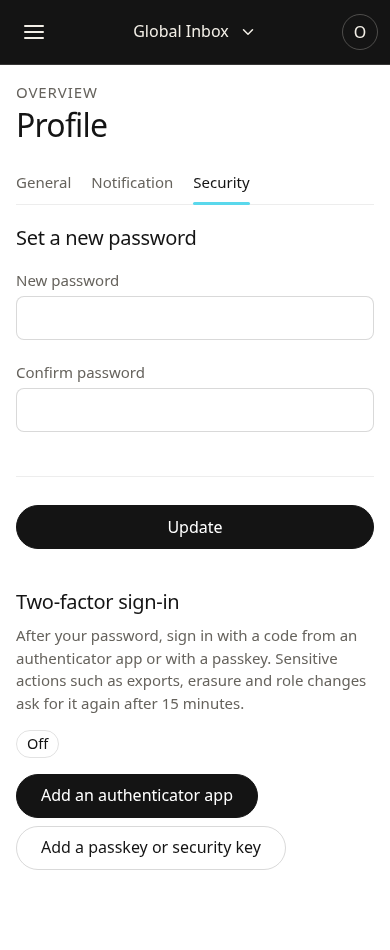 Global Inbox
O
OVERVIEW
Profile
General Notification Security
Set a new password
New password
Confirm password
Update
Two-factor sign-in
After your password, sign in with a code from an
authenticator app or with a passkey. Sensitive
actions such as exports, erasure and role changes
ask for it again after 15 minutes.
Off
Add an authenticator app
Add a passkey or security key